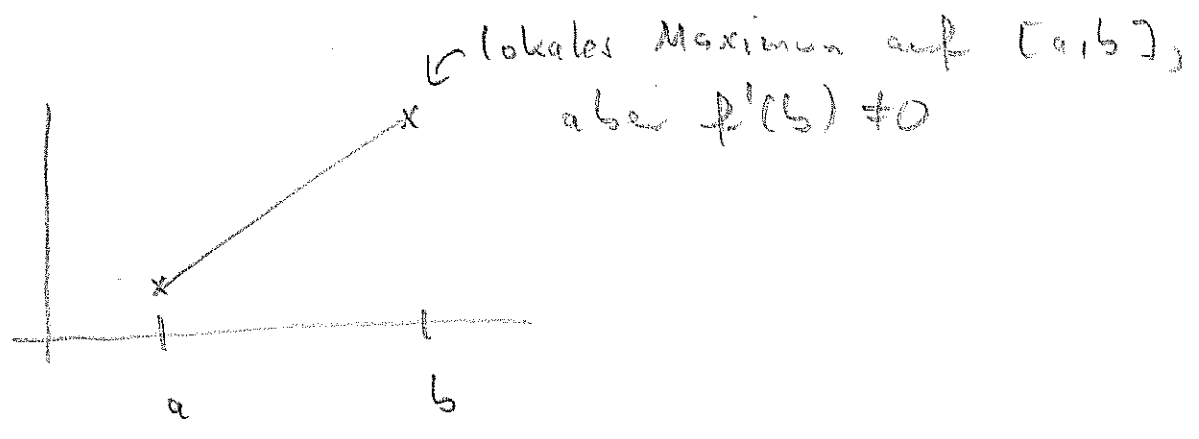 lokales Maximum auf [a,b],
aber f'(b) ≠ 0
a
b